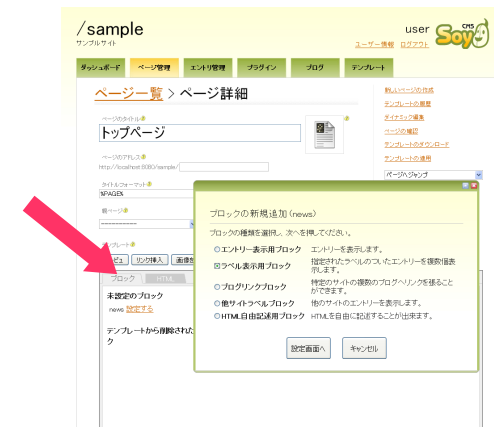 /sample
サンプルサイト
user
ユーザー情報 ログアウト
CMS
Soy
ダッシュボード ページ管理 エントリ管理 プラグイン ブログ テンプレート
ページ一覧 > ページ詳細
ページのタイトル
トップページ
ページのアドレス
http://localhost:8080/sample/
タイトルフォーマット
%PAGE%
親ページ
----------
テンプレート
リンク挿入
ブロック HTML
未設定のブロック
news 設定する
テンプレートから削除された
ク
新しいページの作成
テンプレートの履歴
ダイナミック編集
ページの確認
テンプレートのダウンロード
テンプレートの適用
ページへジャンプ
ブロックの新規追加(news)
ブロックの種類を選択し、次へを押してください。
エントリー表示用ブロック エントリーを表示します。
ラベル表示用ブロック 指定されたラベルのついたエントリーを複数個表
示します。
ブログリンクブロック 特定のサイトの複数のブログへリンクを張ること
ができます。
他サイトラベルブロック 他のサイトのエントリーを表示します。
HTML自由記述用ブロック HTMLを自由に記述することが出来ます。
設定画面へ キャンセル